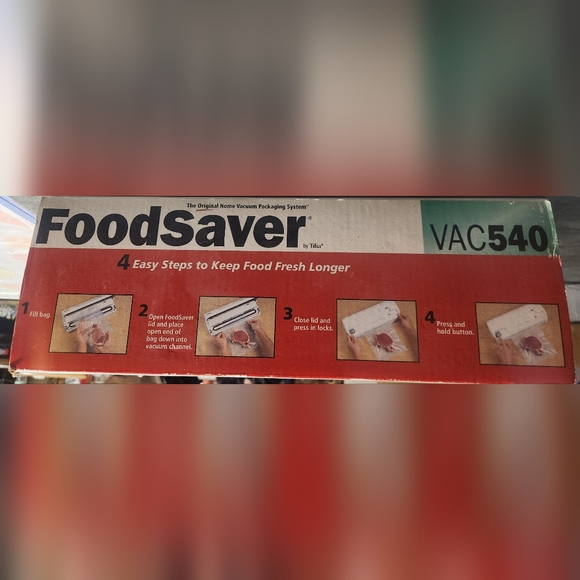 The Original Home Vacuum Packaging System™
FoodSaver®
by Tilia®
VAC540
4 Easy Steps to Keep Food Fresh Longer
1 Fill bag.
2 Open FoodSaver
lid and place
open end of
bag down into
vacuum channel.
3 Close lid and
press in locks.
4 Press and
hold button.